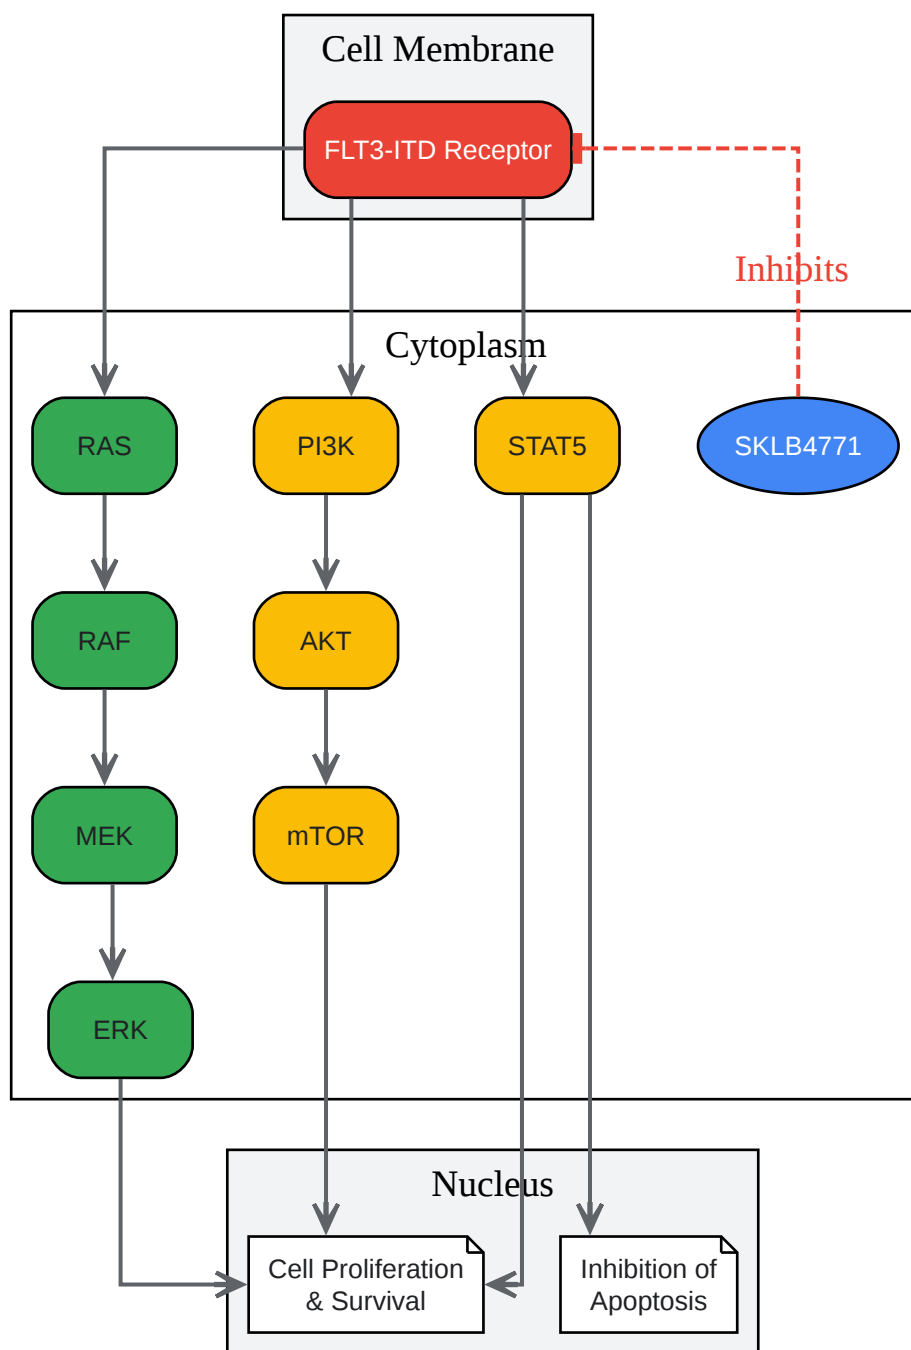 Cell Membrane
FLT3-ITD Receptor
Inhibits
Cytoplasm
RAS
PI3K
STAT5
SKLB4771
RAF
AKT
MEK
mTOR
ERK
Nucleus
Cell Proliferation
& Survival
Inhibition of
Apoptosis